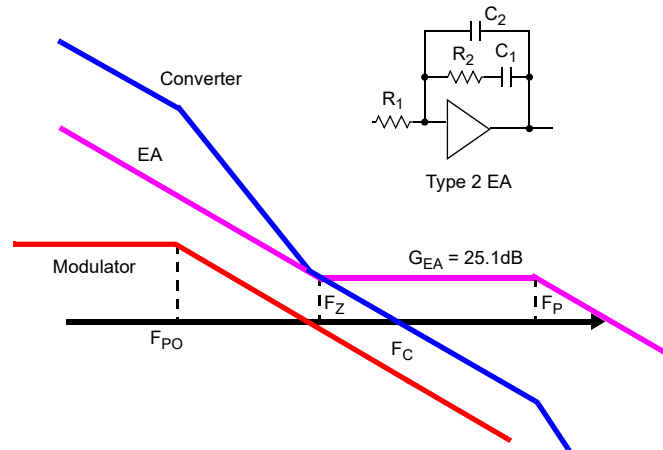 C2
R2
C1
R1
Type 2 EA
Converter
EA
GEA = 25.1dB
Modulator
FZ
FP
FPO
FC